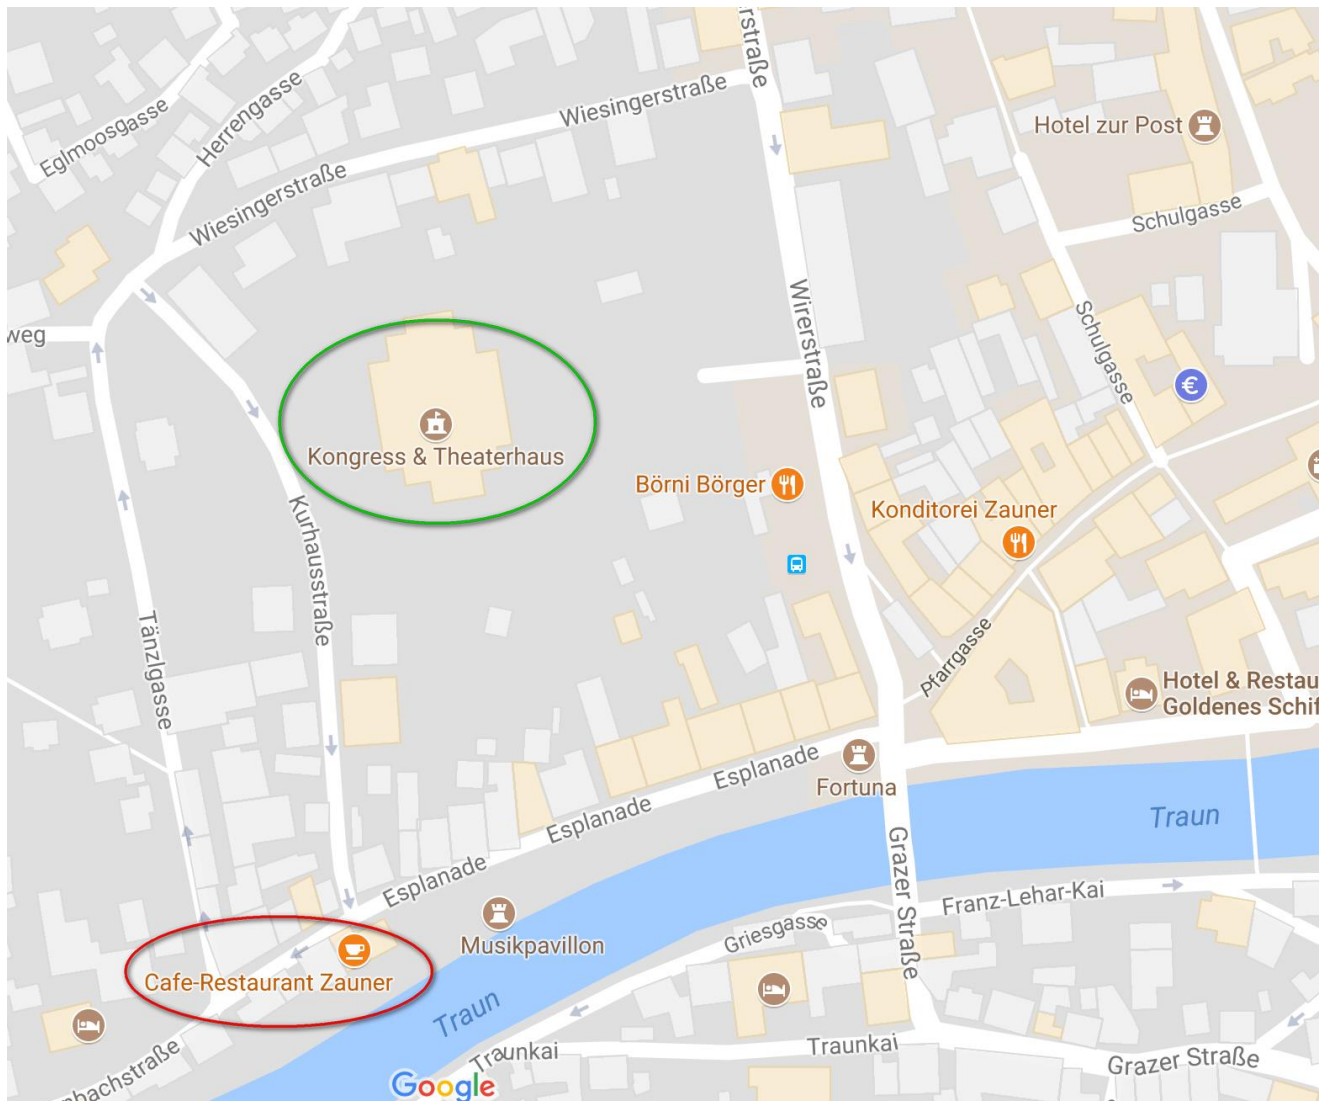 rstraße
Wiesingerstraße
Hotel zur Post
Eglmoosgasse
Herrengasse
Wiesingerstraße
Schulgasse
weg
Wirerstraße
Schulgasse
€
Kongress & Theaterhaus
Börni Börger
Konditorei Zauner
Kurhausstraße
Tänzlgasse
Pfarrgasse
Hotel & Restau
Goldenes Schif
Esplanade
Fortuna
Esplanade
Traun
Esplanade
Grazer Straße
Franz-Lehar-Kai
Musikpavillon
Griesgasse
Cafe-Restaurant Zauner
Traun
Traunkai
Traunkai
Grazer Straße
nbachstraße
Google